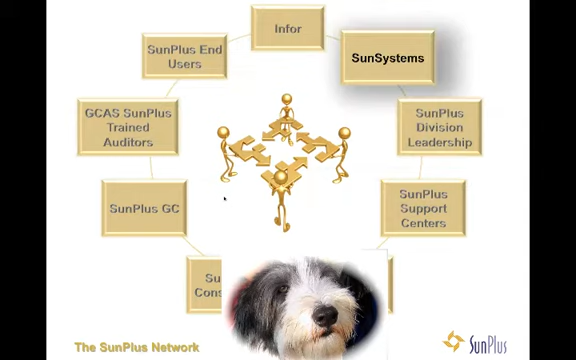 Infor
SunSystems
SunPlus End
Users
GCAS SunPlus
Trained
Auditors
SunPlus
Division
Leadership
SunPlus GC
SunPlus
Support
Centers
The SunPlus Network
SunPlus